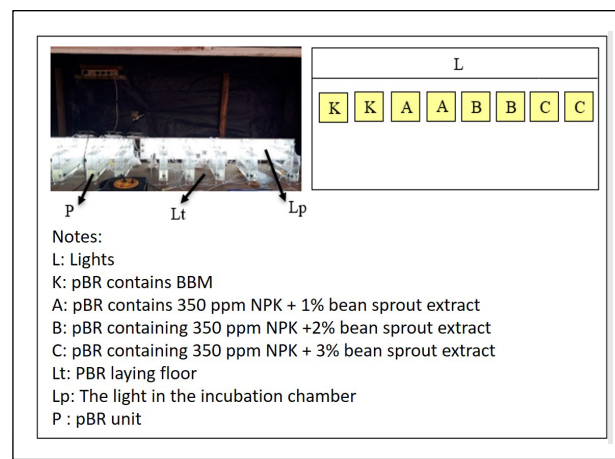 L
K K A A B B C C
P Lt Lp
Notes:
L: Lights
K: pBR contains BBM
A: pBR contains 350 ppm NPK + 1% bean sprout extract
B: pBR containing 350 ppm NPK +2% bean sprout extract
C: pBR containing 350 ppm NPK + 3% bean sprout extract
Lt: PBR laying floor
Lp: The light in the incubation chamber
P : pBR unit